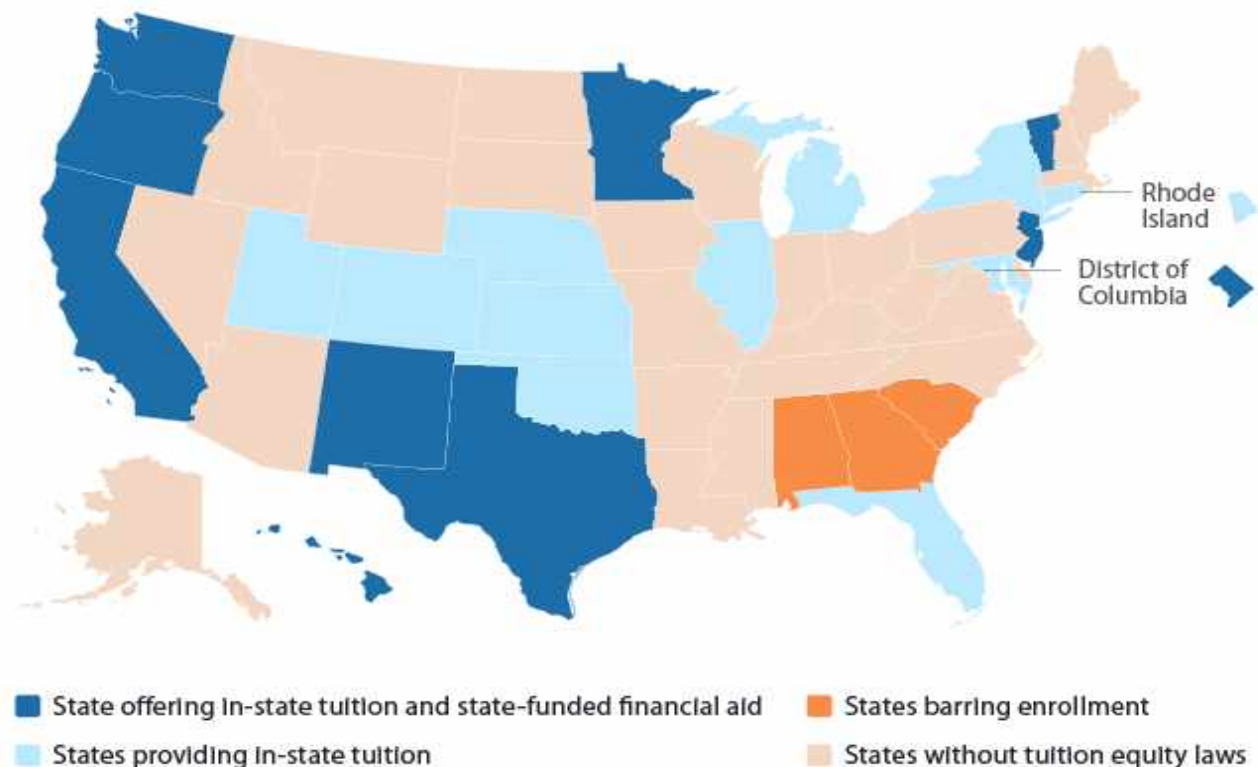 Rhode
Island
District of
Columbia
State offering in-state tuition and state-funded financial aid
States barring enrollment
States providing in-state tuition
States without tuition equity laws